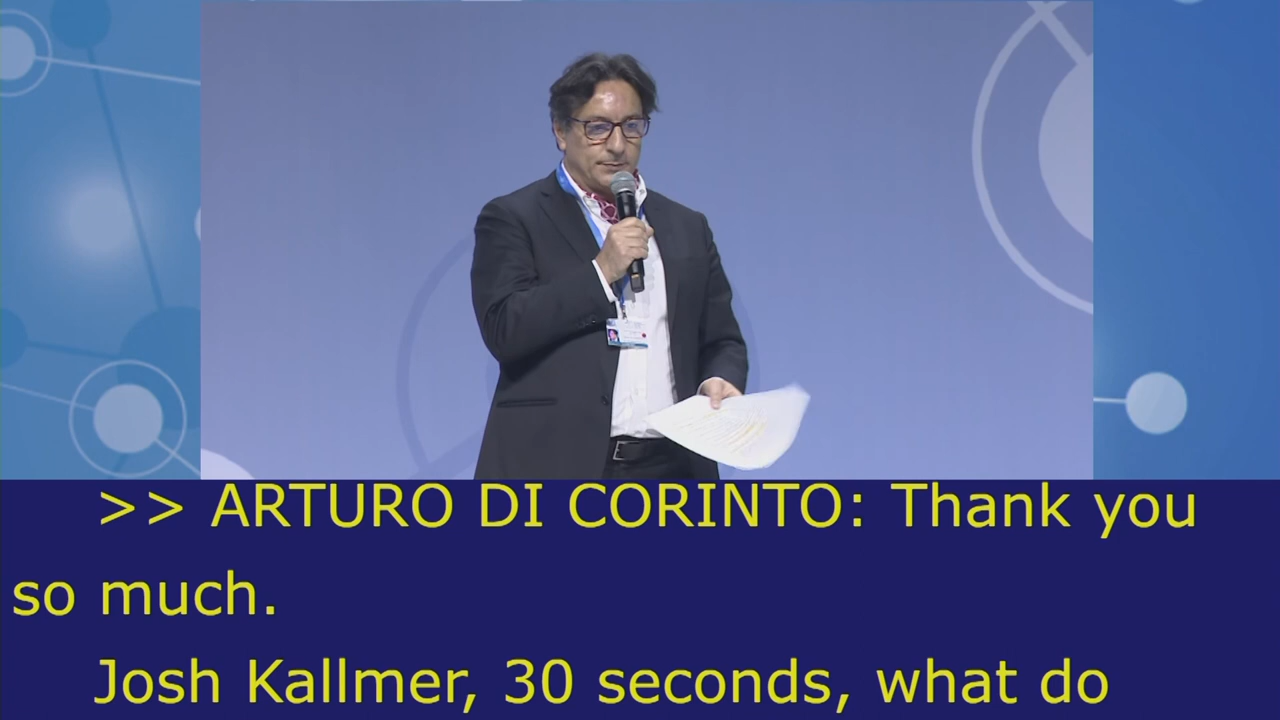 >> ARTURO DI CORINTO: Thank you
so much.
Josh Kallmer, 30 seconds, what do